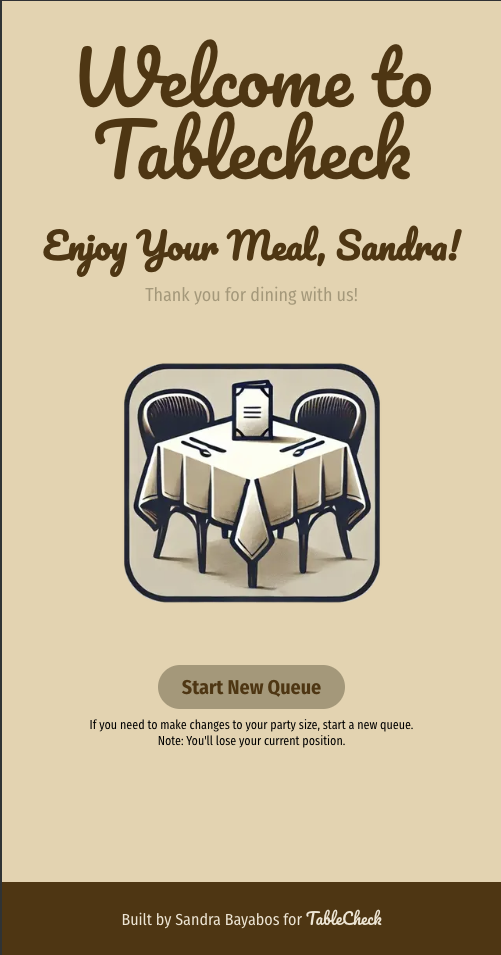 Welcome to
Tablecheck
Enjoy Your Meal, Sandra!
Thank you for dining with us!
Start New Queue
If you need to make changes to your party size, start a new queue.
Note: You'll lose your current position.
Built by Sandra Bayabos for TableCheck